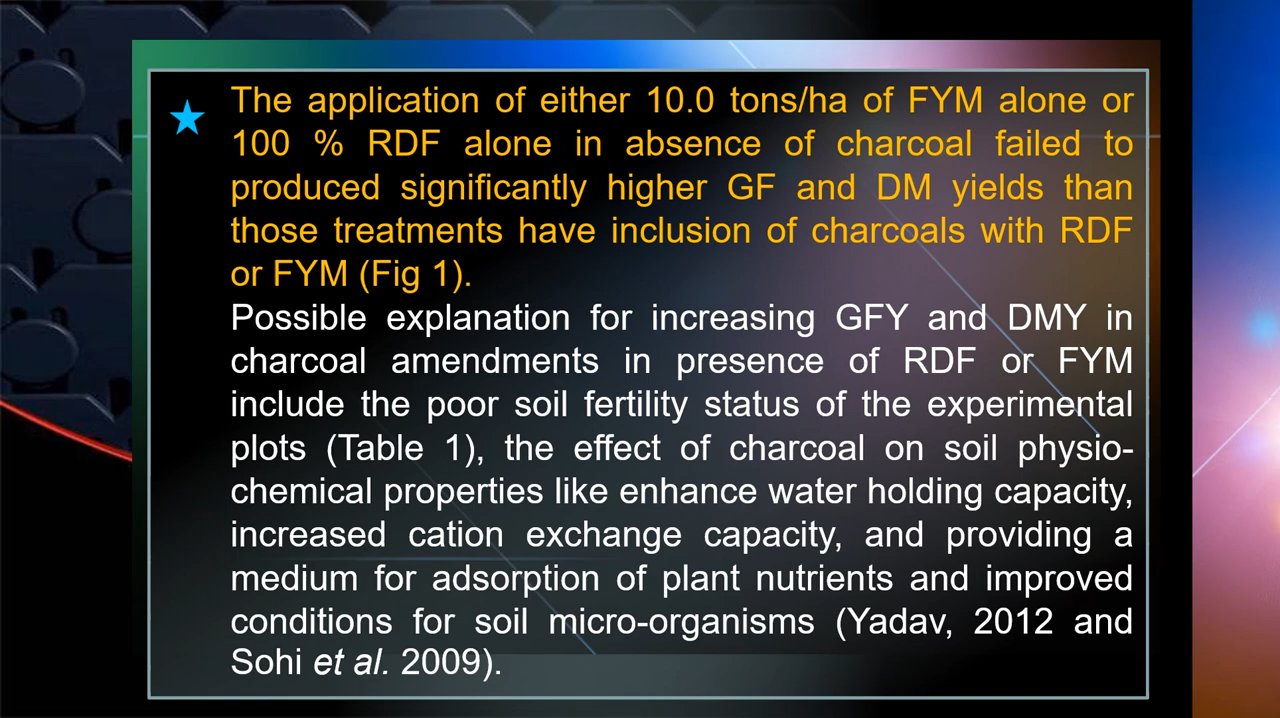 The application of either 10.0 tons/ha of FYM alone or
100 % RDF alone in absence of charcoal failed to
produced significantly higher GF and DM yields than
those treatments have inclusion of charcoals with RDF
or FYM (Fig 1).
Possible explanation for increasing GFY and DMY in
charcoal amendments in presence of RDF or FYM
include the poor soil fertility status of the experimental
plots (Table 1), the effect of charcoal on soil physio-
chemical properties like enhance water holding capacity,
increased cation exchange capacity, and providing a
medium for adsorption of plant nutrients and improved
conditions for soil micro-organisms (Yadav, 2012 and
Sohi et al. 2009).